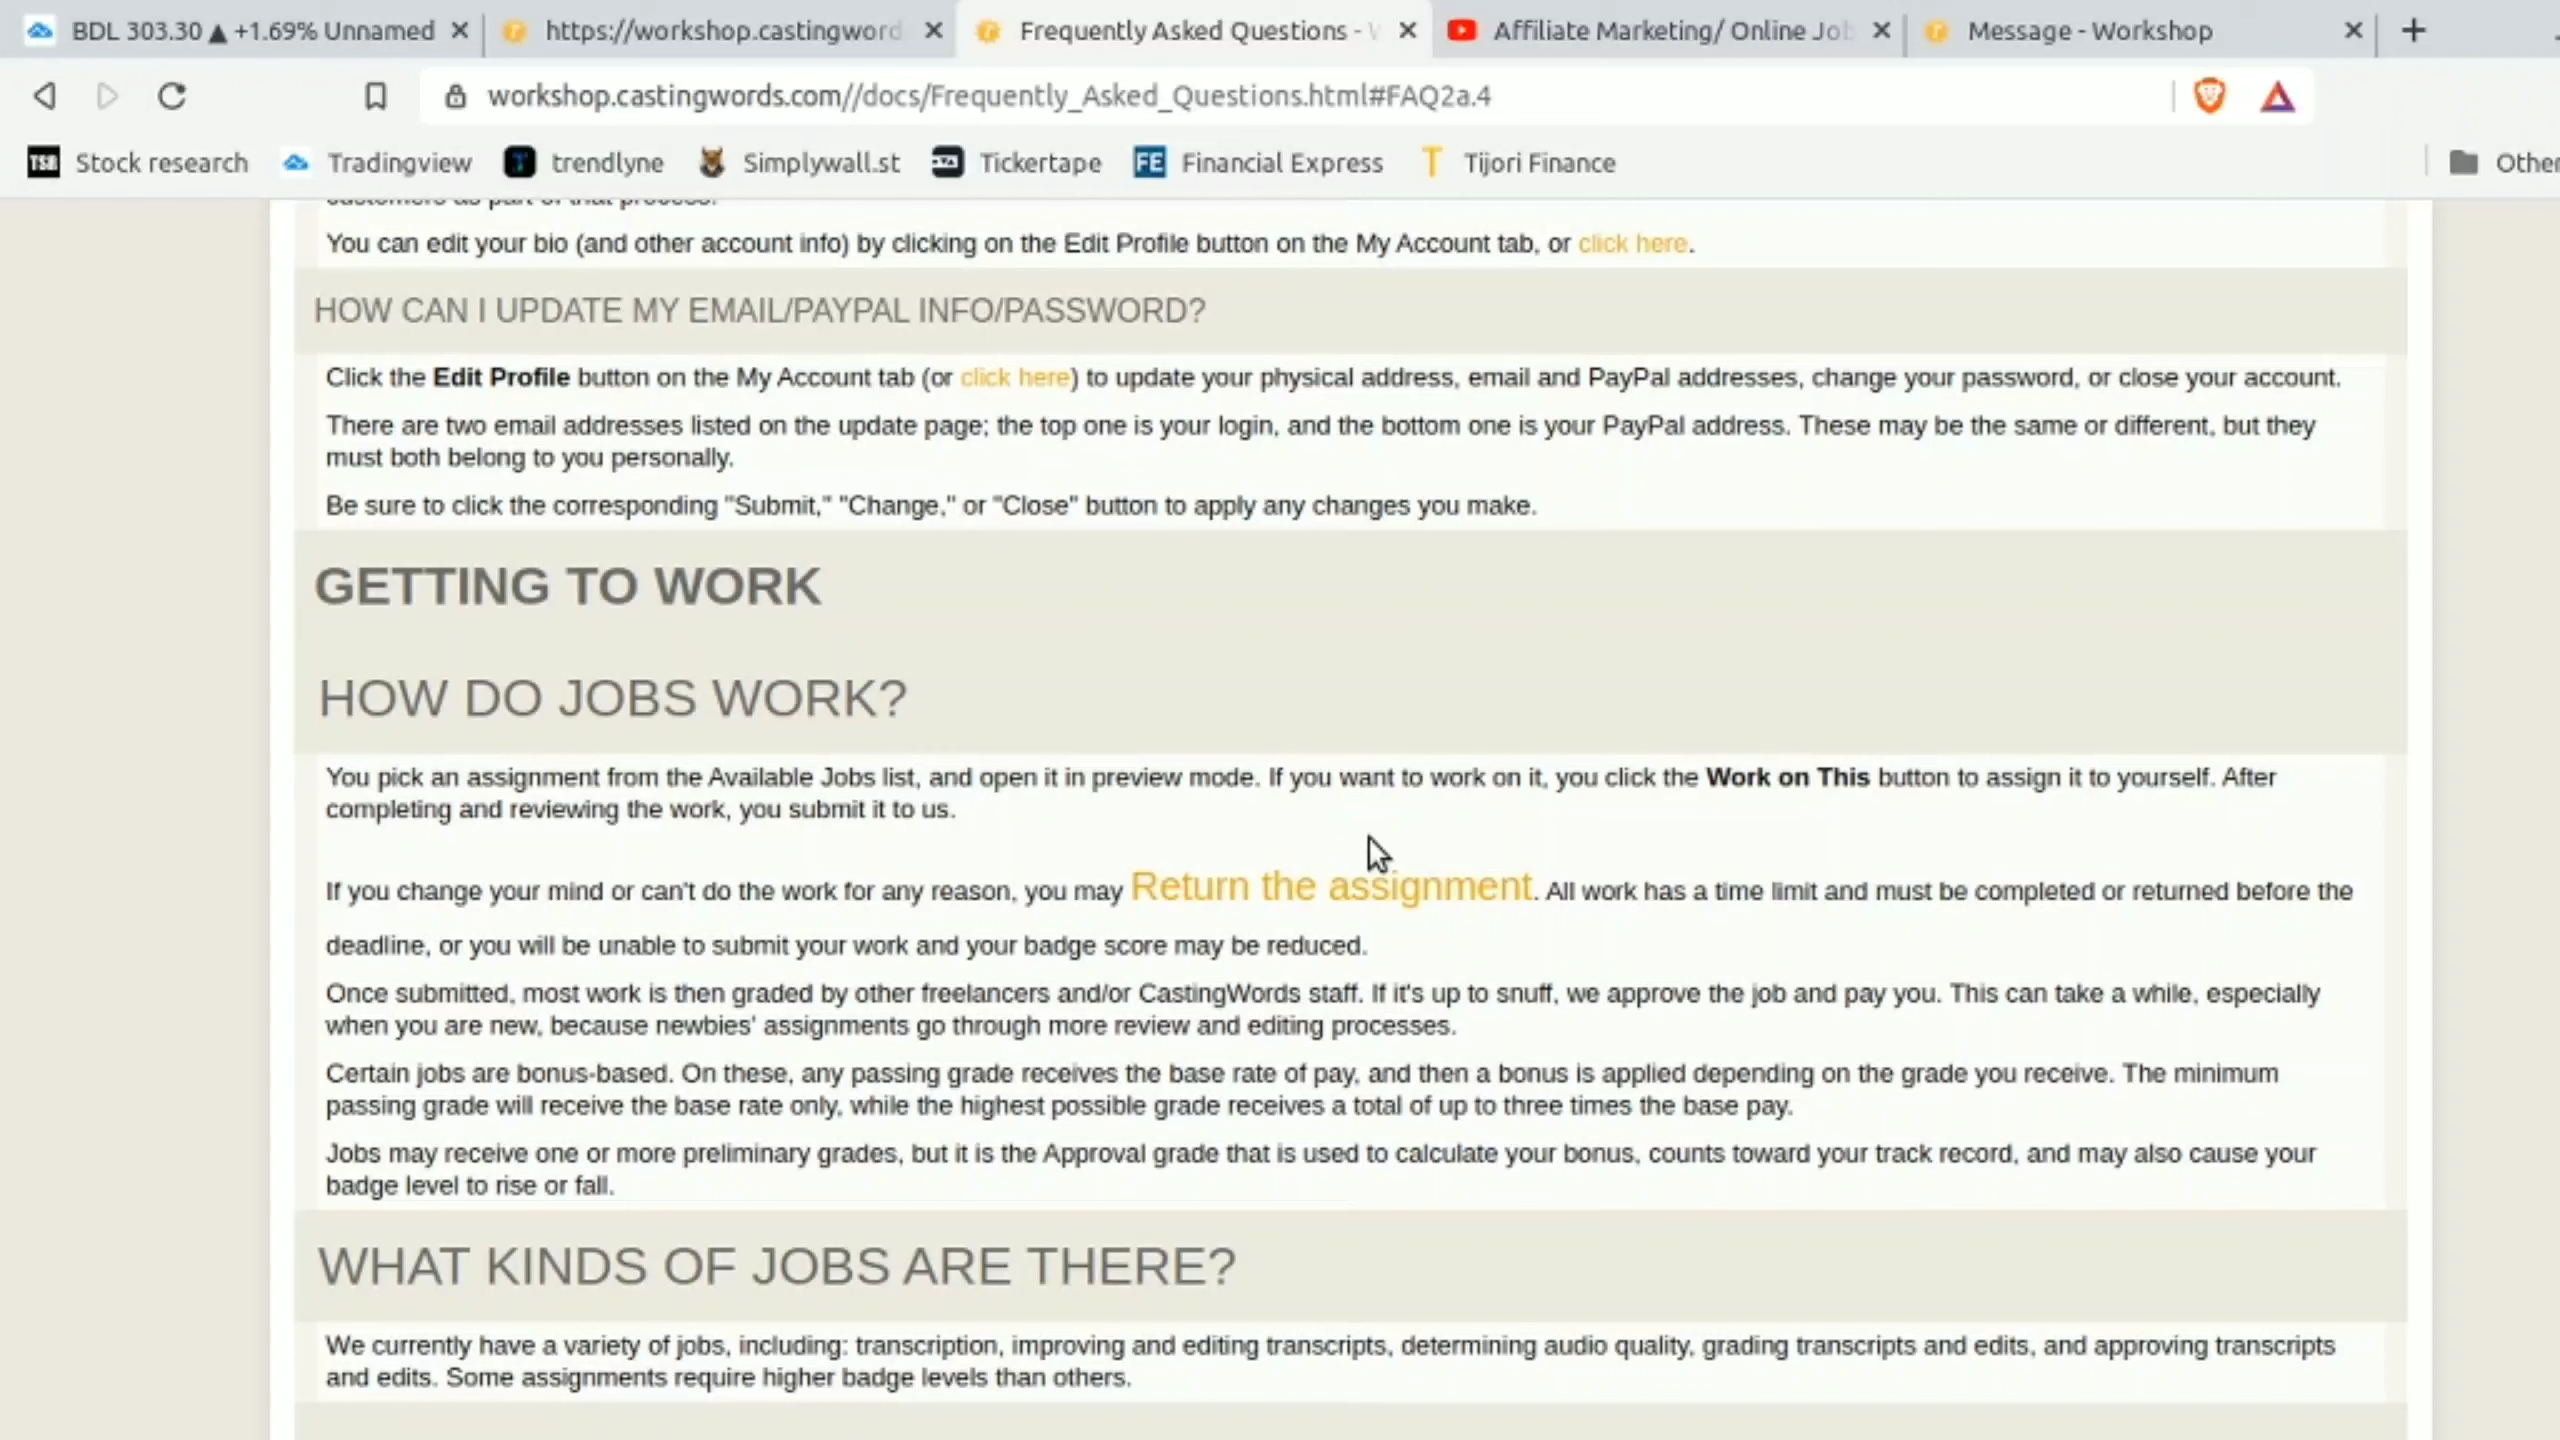 BDL 303.30 ▲ +1.69% Unnamed
https://workshop.castingword
Frequently Asked Questions -
Affiliate Marketing/ Online Job
Message - Workshop
workshop.castingwords.com//docs/Frequently_Asked_Questions.html#FAQ2a.4
TSR Stock research
Tradingview
trendlyne
Simplywall.st
Tickertape
FE Financial Express
Tijori Finance
Other
customers as part of that process.
You can edit your bio (and other account info) by clicking on the Edit Profile button on the My Account tab, or click here.
HOW CAN I UPDATE MY EMAIL/PAYPAL INFO/PASSWORD?
Click the Edit Profile button on the My Account tab (or click here) to update your physical address, email and PayPal addresses, change your password, or close your account.
There are two email addresses listed on the update page; the top one is your login, and the bottom one is your PayPal address. These may be the same or different, but they
must both belong to you personally.
Be sure to click the corresponding "Submit," "Change," or "Close" button to apply any changes you make.
GETTING TO WORK
HOW DO JOBS WORK?
You pick an assignment from the Available Jobs list, and open it in preview mode. If you want to work on it, you click the Work on This button to assign it to yourself. After
completing and reviewing the work, you submit it to us.
If you change your mind or can't do the work for any reason, you may Return the assignment. All work has a time limit and must be completed or returned before the
deadline, or you will be unable to submit your work and your badge score may be reduced.
Once submitted, most work is then graded by other freelancers and/or CastingWords staff. If it's up to snuff, we approve the job and pay you. This can take a while, especially
when you are new, because newbies' assignments go through more review and editing processes.
Certain jobs are bonus-based. On these, any passing grade receives the base rate of pay, and then a bonus is applied depending on the grade you receive. The minimum
passing grade will receive the base rate only, while the highest possible grade receives a total of up to three times the base pay.
Jobs may receive one or more preliminary grades, but it is the Approval grade that is used to calculate your bonus, counts toward your track record, and may also cause your
badge level to rise or fall.
WHAT KINDS OF JOBS ARE THERE?
We currently have a variety of jobs, including: transcription, improving and editing transcripts, determining audio quality, grading transcripts and edits, and approving transcripts
and edits. Some assignments require higher badge levels than others.